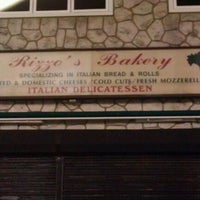 Rizzo's Bakery
SPECIALIZING IN ITALIAN BREAD & ROLLS
& DOMESTIC CHEESES COLD CUTS FRESH MOZZERELL
ITALIAN DELICATESSEN